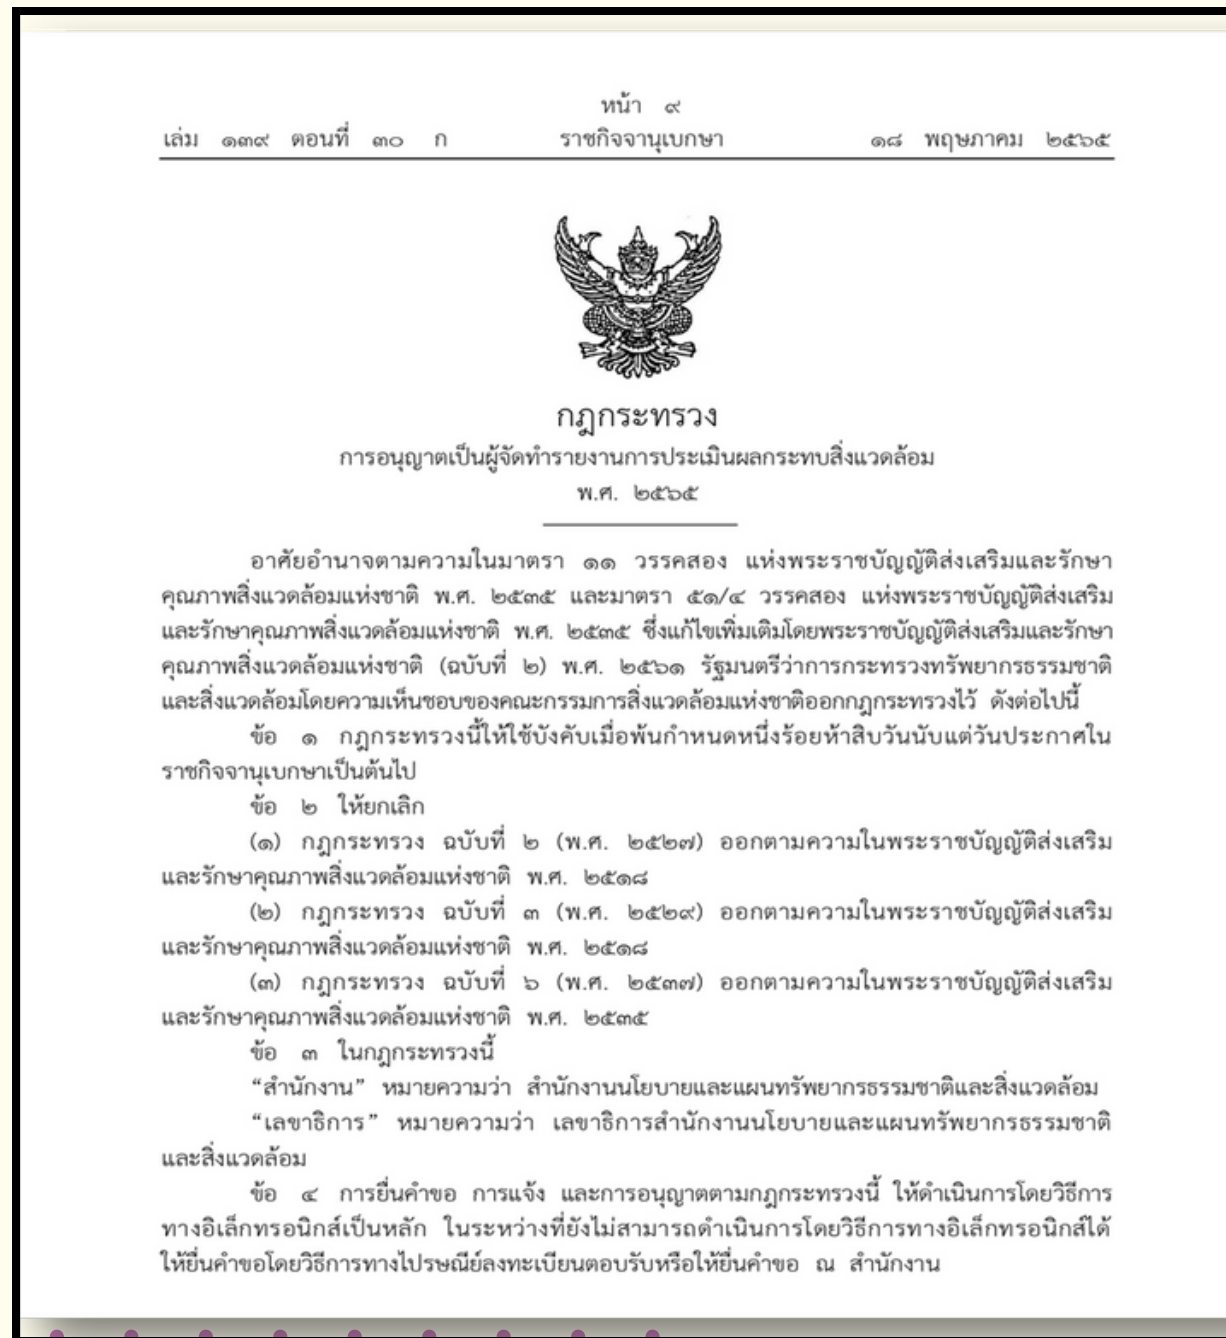 หน้า ๙
เล่ม ๑๓๙ ตอนที่ ๓๐ ก ราชกิจจานุเบกษา ๑๘ พฤษภาคม ๒๕๖๕
กฎกระทรวง
การอนุญาตเป็นผู้จัดทำรายงานการประเมินผลกระทบสิ่งแวดล้อม
พ.ศ. ๒๕๖๕
อาศัยอำนาจตามความในมาตรา ๑๑ วรรคสอง แห่งพระราชบัญญัติส่งเสริมและรักษา
คุณภาพสิ่งแวดล้อมแห่งชาติ พ.ศ. ๒๕๓๕ และมาตรา ๕๑/๔ วรรคสอง แห่งพระราชบัญญัติส่งเสริม
และรักษาคุณภาพสิ่งแวดล้อมแห่งชาติ พ.ศ. ๒๕๓๕ ซึ่งแก้ไขเพิ่มเติมโดยพระราชบัญญัติส่งเสริมและรักษา
คุณภาพสิ่งแวดล้อมแห่งชาติ (ฉบับที่ ๒) พ.ศ. ๒๕๖๑ รัฐมนตรีว่าการกระทรวงทรัพยากรธรรมชาติ
และสิ่งแวดล้อมโดยความเห็นชอบของคณะกรรมการสิ่งแวดล้อมแห่งชาติออกกฎกระทรวงไว้ ดังต่อไปนี้
ข้อ ๑ กฎกระทรวงนี้ให้ใช้บังคับเมื่อพ้นกำหนดหนึ่งร้อยห้าสิบวันนับแต่วันประกาศใน
ราชกิจจานุเบกษาเป็นต้นไป
ข้อ ๒ ให้ยกเลิก
(๑) กฎกระทรวง ฉบับที่ ๒ (พ.ศ. ๒๕๒๗) ออกตามความในพระราชบัญญัติส่งเสริม
และรักษาคุณภาพสิ่งแวดล้อมแห่งชาติ พ.ศ. ๒๕๑๘
(๒) กฎกระทรวง ฉบับที่ ๓ (พ.ศ. ๒๕๒๙) ออกตามความในพระราชบัญญัติส่งเสริม
และรักษาคุณภาพสิ่งแวดล้อมแห่งชาติ พ.ศ. ๒๕๑๘
(๓) กฎกระทรวง ฉบับที่ ๖ (พ.ศ. ๒๕๓๗) ออกตามความในพระราชบัญญัติส่งเสริม
และรักษาคุณภาพสิ่งแวดล้อมแห่งชาติ พ.ศ. ๒๕๓๕
ข้อ ๓ ในกฎกระทรวงนี้
“สำนักงาน” หมายความว่า สำนักงานนโยบายและแผนทรัพยากรธรรมชาติและสิ่งแวดล้อม
“เลขาธิการ” หมายความว่า เลขาธิการสำนักงานนโยบายและแผนทรัพยากรธรรมชาติ
และสิ่งแวดล้อม
ข้อ ๔ การยื่นคำขอ การแจ้ง และการอนุญาตตามกฎกระทรวงนี้ ให้ดำเนินการโดยวิธีการ
ทางอิเล็กทรอนิกส์เป็นหลัก ในระหว่างที่ยังไม่สามารถดำเนินการโดยวิธีการทางอิเล็กทรอนิกส์ได้
ให้ยื่นคำขอโดยวิธีการทางไปรษณีย์ลงทะเบียนตอบรับหรือให้ยื่นคำขอ ณ สำนักงาน